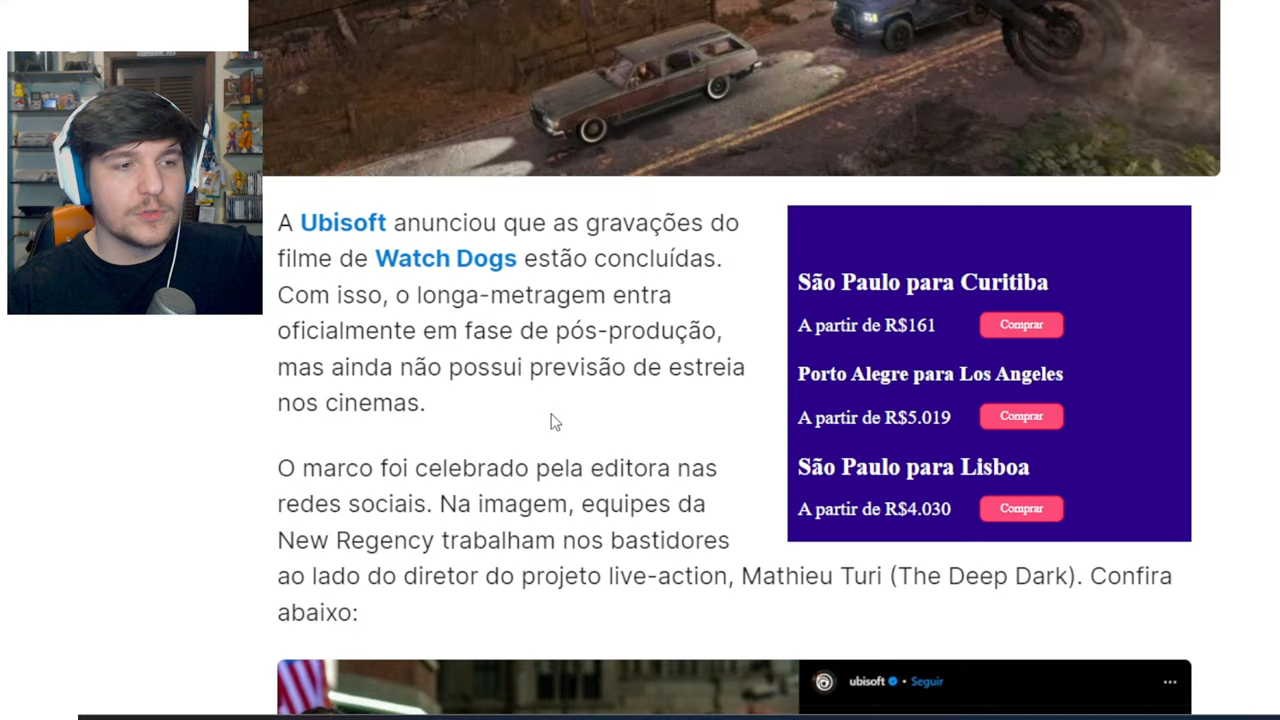 A Ubisoft anunciou que as gravações do
filme de Watch Dogs estão concluídas.
Com isso, o longa-metragem entra
oficialmente em fase de pós-produção,
mas ainda não possui previsão de estreia
nos cinemas.
São Paulo para Curitiba
A partir de R$161 Comprar
Porto Alegre para Los Angeles
A partir de R$5.019 Comprar
São Paulo para Lisboa
A partir de R$4.030 Comprar
O marco foi celebrado pela editora nas
redes sociais. Na imagem, equipes da
New Regency trabalham nos bastidores
ao lado do diretor do projeto live-action, Mathieu Turi (The Deep Dark). Confira
abaixo:
ubisoft • Seguir